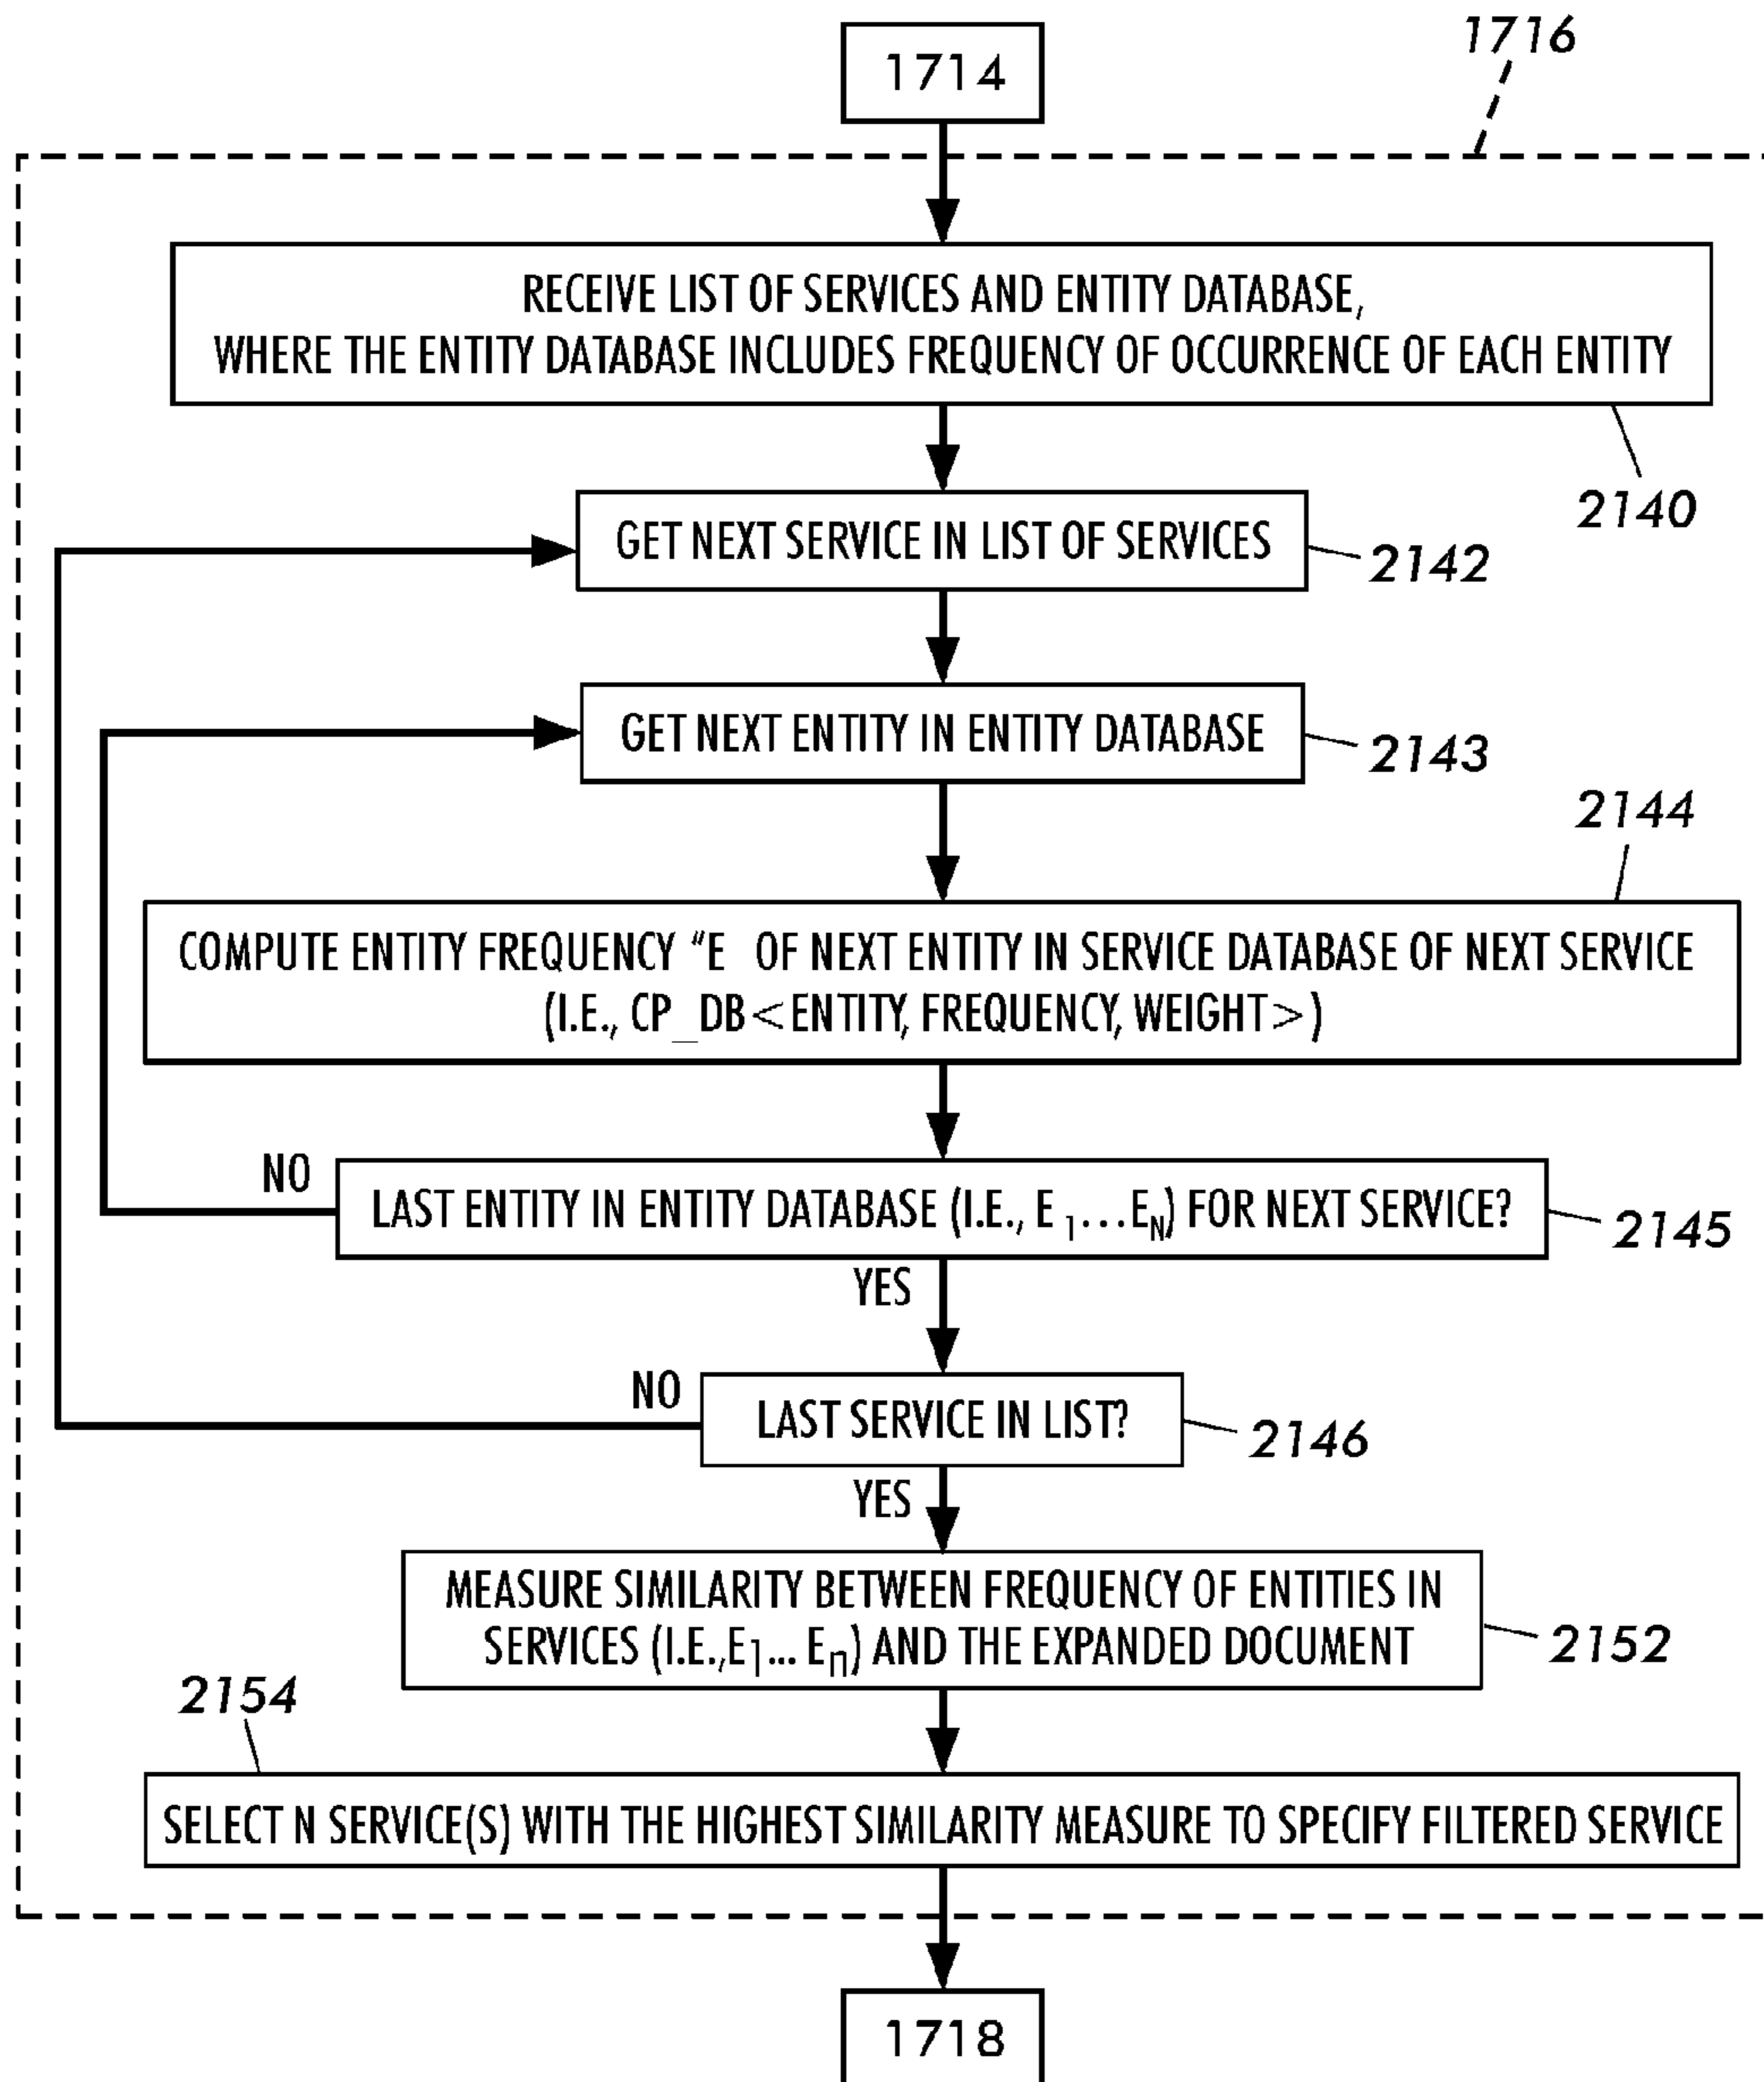 1716
1714
RECEIVE LIST OF SERVICES AND ENTITY DATABASE,
WHERE THE ENTITY DATABASE INCLUDES FREQUENCY OF OCCURRENCE OF EACH ENTITY
2140
GET NEXT SERVICE IN LIST OF SERVICES
2142
GET NEXT ENTITY IN ENTITY DATABASE
2143
2144
COMPUTE ENTITY FREQUENCY "E OF NEXT ENTITY IN SERVICE DATABASE OF NEXT SERVICE
(I.E., CP_DB<ENTITY, FREQUENCY, WEIGHT>)
NO
LAST ENTITY IN ENTITY DATABASE (I.E., E 1...EN) FOR NEXT SERVICE?
2145
YES
NO
LAST SERVICE IN LIST?
2146
YES
MEASURE SIMILARITY BETWEEN FREQUENCY OF ENTITIES IN
SERVICES (I.E.,E1... En) AND THE EXPANDED DOCUMENT
2152
2154
SELECT N SERVICE(S) WITH THE HIGHEST SIMILARITY MEASURE TO SPECIFY FILTERED SERVICE
1718